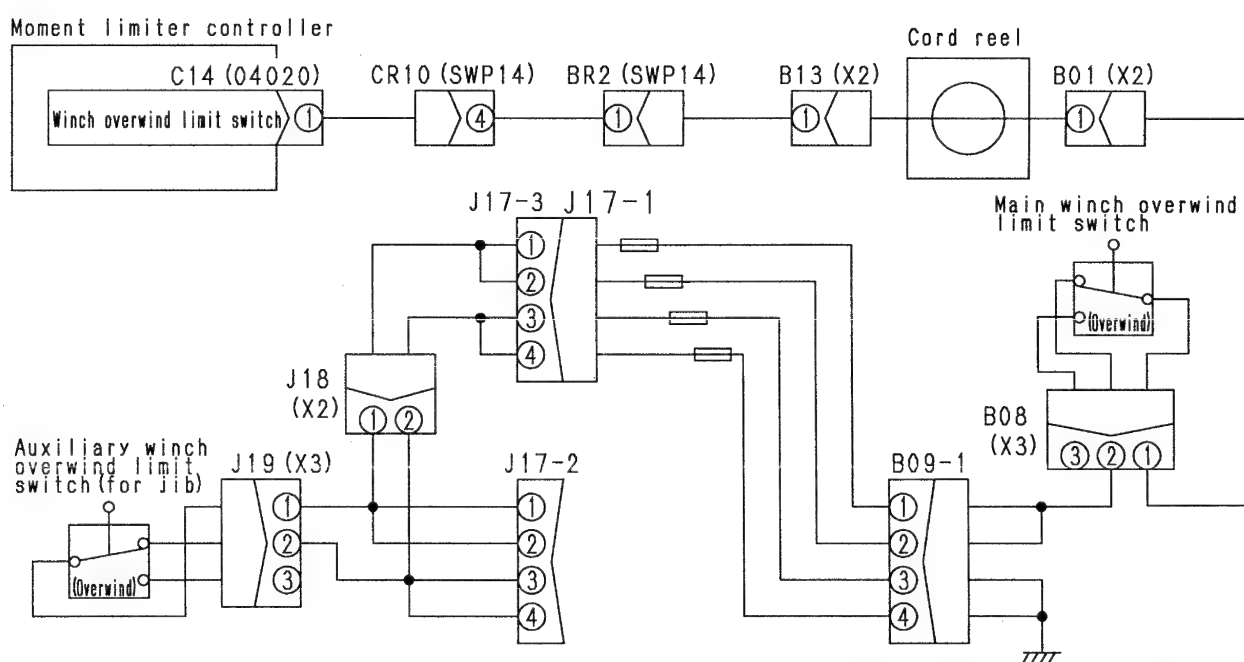 Moment limiter controller
C14 (04020)
CR10 (SWP14)
BR2 (SWP14)
B13 (X2)
Cord reel
B01 (X2)
Winch overwind limit switch
1
4
1
1
1
J17-3
J17-1
Main winch overwind
limit switch
1
2
3
4
(Overwind)
J18
(X2)
1
2
B08
(X3)
3
2
1
Auxiliary winch
overwind limit
switch(for jib)
J19 (X3)
J17-2
B09-1
(Overwind)
1
2
3
1
2
3
4
1
2
3
4